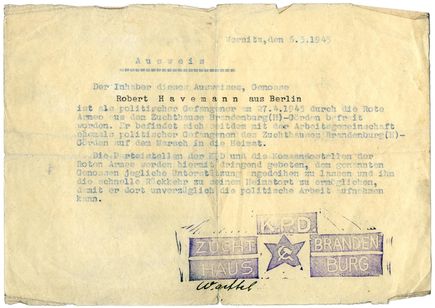 Wernitz,den 6.5.1945
Ausweis
Der Inhaber dieses Ausweises, Genosse
Robert Havemann aus Berlin
ist als politischer Gefangener am 27.4.1945 durch die Rote
Armee aus dem Zuchthause Brandenburg(H)-Görden befreit
worden. Er befindet sich seitdem mit der Arbeitsgemeinschaft
ehemals politischer Gefangenen des Zuchthauses Brandenburg(H)-
Görden auf dem Marsch in die Heimat.
Die Parteistellen der KPD und die Kommandostellen der
Roten Armee werden hiermit dringend gebeten, dem genannten
Genossen jegliche Unterstützung angedeihen zu lassen und ihm
die schnelle Rückkehr zu seinem Heimatort zu ermöglichen,
damit er dort unverzüglich die politische Arbeit aufnehmen
kann.
K.P.D.
ZUCHT BRANDEN
HAUS BURG